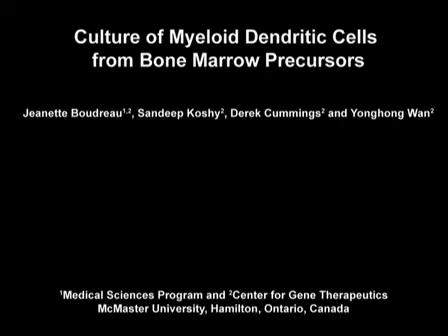 Culture of Myeloid Dendritic Cells
from Bone Marrow Precursors
Jeanette Boudreau¹,², Sandeep Koshy², Derek Cummings² and Yonghong Wan²
¹Medical Sciences Program and ²Center for Gene Therapeutics
McMaster University, Hamilton, Ontario, Canada